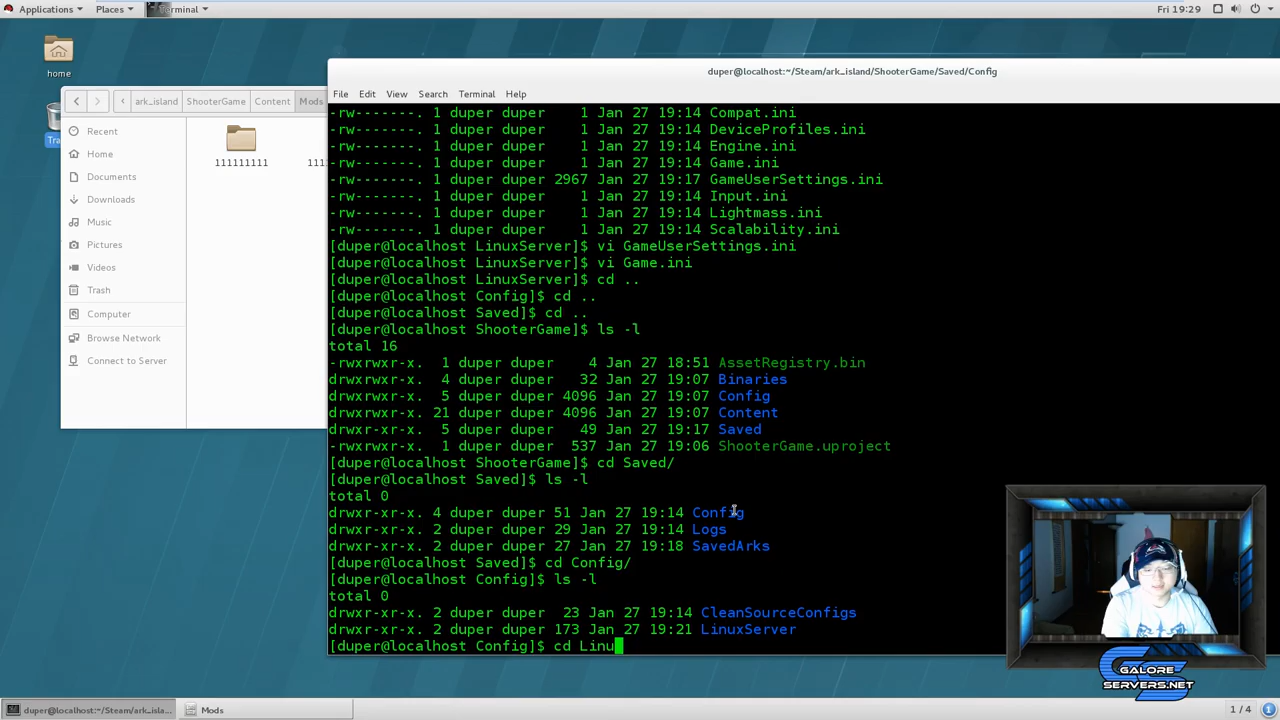 Applications Places Terminal Fri 19:29
home
duper@localhost:~/Steam/ark_island/ShooterGame/Saved/Config
File Edit View Search Terminal Help
ark_island ShooterGame Content Mods
Recent
Home
Documents
Downloads
Music
Pictures
Videos
Trash
Computer
Browse Network
Connect to Server
111111111
-rw-------. 1 duper duper 1 Jan 27 19:14 Compat.ini
-rw-------. 1 duper duper 1 Jan 27 19:14 DeviceProfiles.ini
-rw-------. 1 duper duper 1 Jan 27 19:14 Engine.ini
-rw-------. 1 duper duper 1 Jan 27 19:14 Game.ini
-rw-------. 1 duper duper 2967 Jan 27 19:17 GameUserSettings.ini
-rw-------. 1 duper duper 1 Jan 27 19:14 Input.ini
-rw-------. 1 duper duper 1 Jan 27 19:14 Lightmass.ini
-rw-------. 1 duper duper 1 Jan 27 19:14 Scalability.ini
[duper@localhost LinuxServer]$ vi GameUserSettings.ini
[duper@localhost LinuxServer]$ vi Game.ini
[duper@localhost LinuxServer]$ cd ..
[duper@localhost Config]$ cd ..
[duper@localhost Saved]$ cd ..
[duper@localhost ShooterGame]$ ls -l
total 16
-rwxrwxr-x. 1 duper duper 4 Jan 27 18:51 AssetRegistry.bin
drwxrwxr-x. 4 duper duper 32 Jan 27 19:07 Binaries
drwxrwxr-x. 5 duper duper 4096 Jan 27 19:07 Config
drwxrwxr-x. 21 duper duper 4096 Jan 27 19:07 Content
drwxr-xr-x. 5 duper duper 49 Jan 27 19:17 Saved
-rwxrwxr-x. 1 duper duper 537 Jan 27 19:06 ShooterGame.uproject
[duper@localhost ShooterGame]$ cd Saved/
[duper@localhost Saved]$ ls -l
total 0
drwxr-xr-x. 4 duper duper 51 Jan 27 19:14 Config
drwxr-xr-x. 2 duper duper 29 Jan 27 19:14 Logs
drwxr-xr-x. 2 duper duper 27 Jan 27 19:18 SavedArks
[duper@localhost Saved]$ cd Config/
[duper@localhost Config]$ ls -l
total 0
drwxr-xr-x. 2 duper duper 23 Jan 27 19:14 CleanSourceConfigs
drwxr-xr-x. 2 duper duper 173 Jan 27 19:21 LinuxServer
[duper@localhost Config]$ cd Linu
GALORE
SERVERS.NET
duper@localhost:~/Steam/ark_isla... Mods 1 / 4